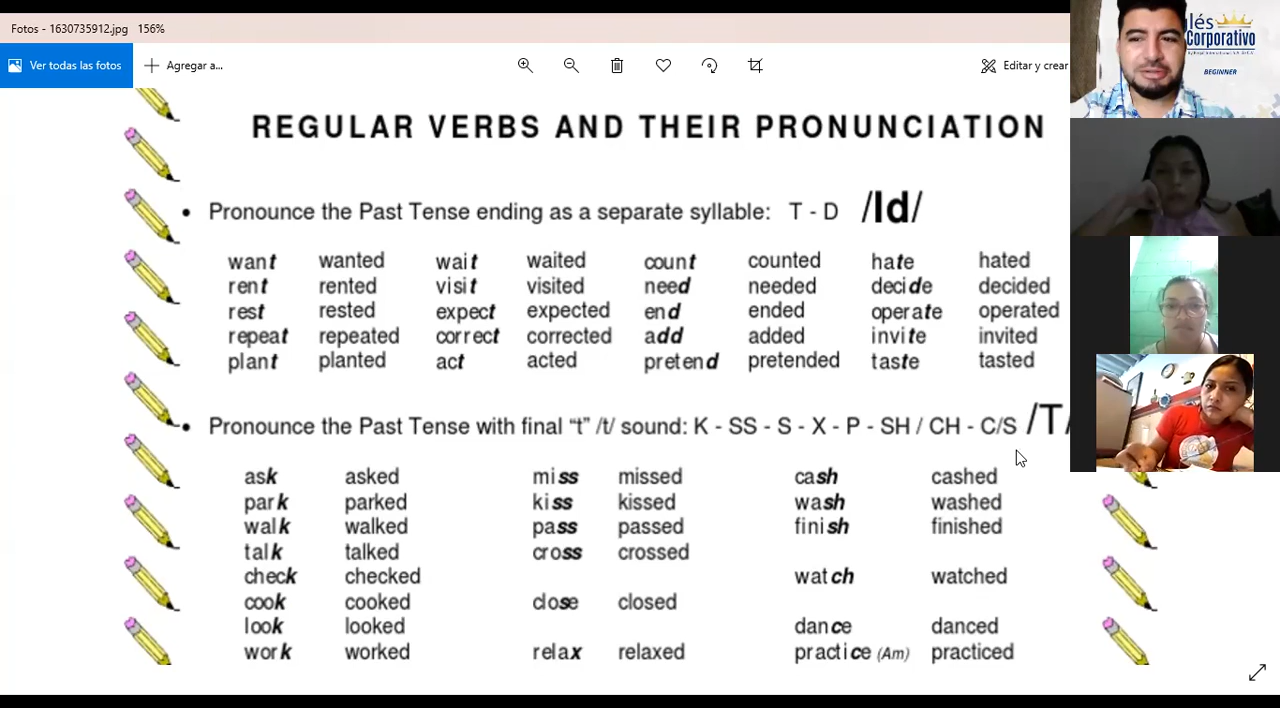 Fotos - 1630735912.jpg 156%
Ver todas las fotos Agregar a... Editar y crear
lés
Corporativo
BEGINNER
REGULAR VERBS AND THEIR PRONUNCIATION
• Pronounce the Past Tense ending as a separate syllable: T - D /Id/
want wanted wait waited count counted hate hated
rent rented visit visited need needed decide decided
rest rested expect expected end ended operate operated
repeat repeated correct corrected add added invite invited
plant planted act acted pretend pretended taste tasted
• Pronounce the Past Tense with final “t” /t/ sound: K - SS - S - X - P - SH / CH - C/S /T/
ask asked miss missed cash cashed
park parked kiss kissed wash washed
walk walked pass passed finish finished
talk talked cross crossed
check checked watch watched
cook cooked close closed
look looked dance danced
work worked relax relaxed practice (Am) practiced